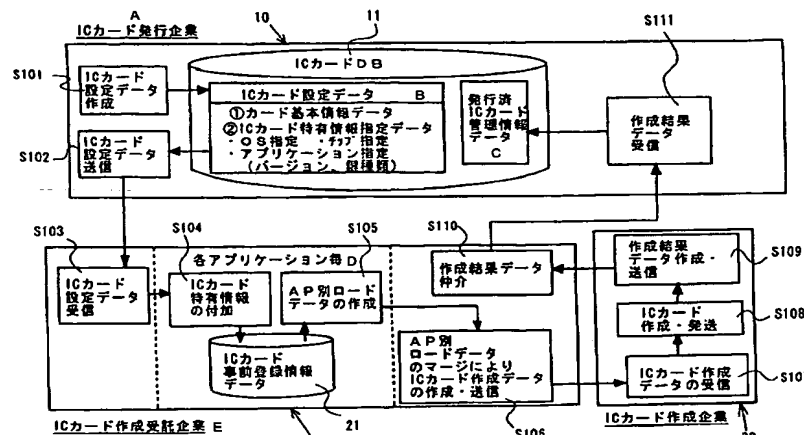 A
ICカード発行企業
10
11
S111
ICカードDB
S101
ICカード
設定データ
作成
ICカード設定データ B
①カード基本情報データ
②ICカード特有情報指定データ
・OS指定 ・チップ指定
・アプリケーション指定
(バージョン、鍵種類)
発行済
ICカード
管理情報
データ
C
作成結果
データ
受信
S102
ICカード
設定データ
送信
S103
S104
各アプリケーション毎D
S105
S110
ICカード
設定データ
受信
ICカード
特有情報
の付加
AP別ロード
データの作成
作成結果データ
仲介
作成結果
データ作成・
送信
S109
ICカード
作成・発送
S108
ICカード
事前登録情報
データ
AP別
ロードデータ
のマージにより
ICカード作成データ
の作成・送信
ICカード作成
データの受信
S10
ICカード作成受託企業 E
21
S106
ICカード作成企業